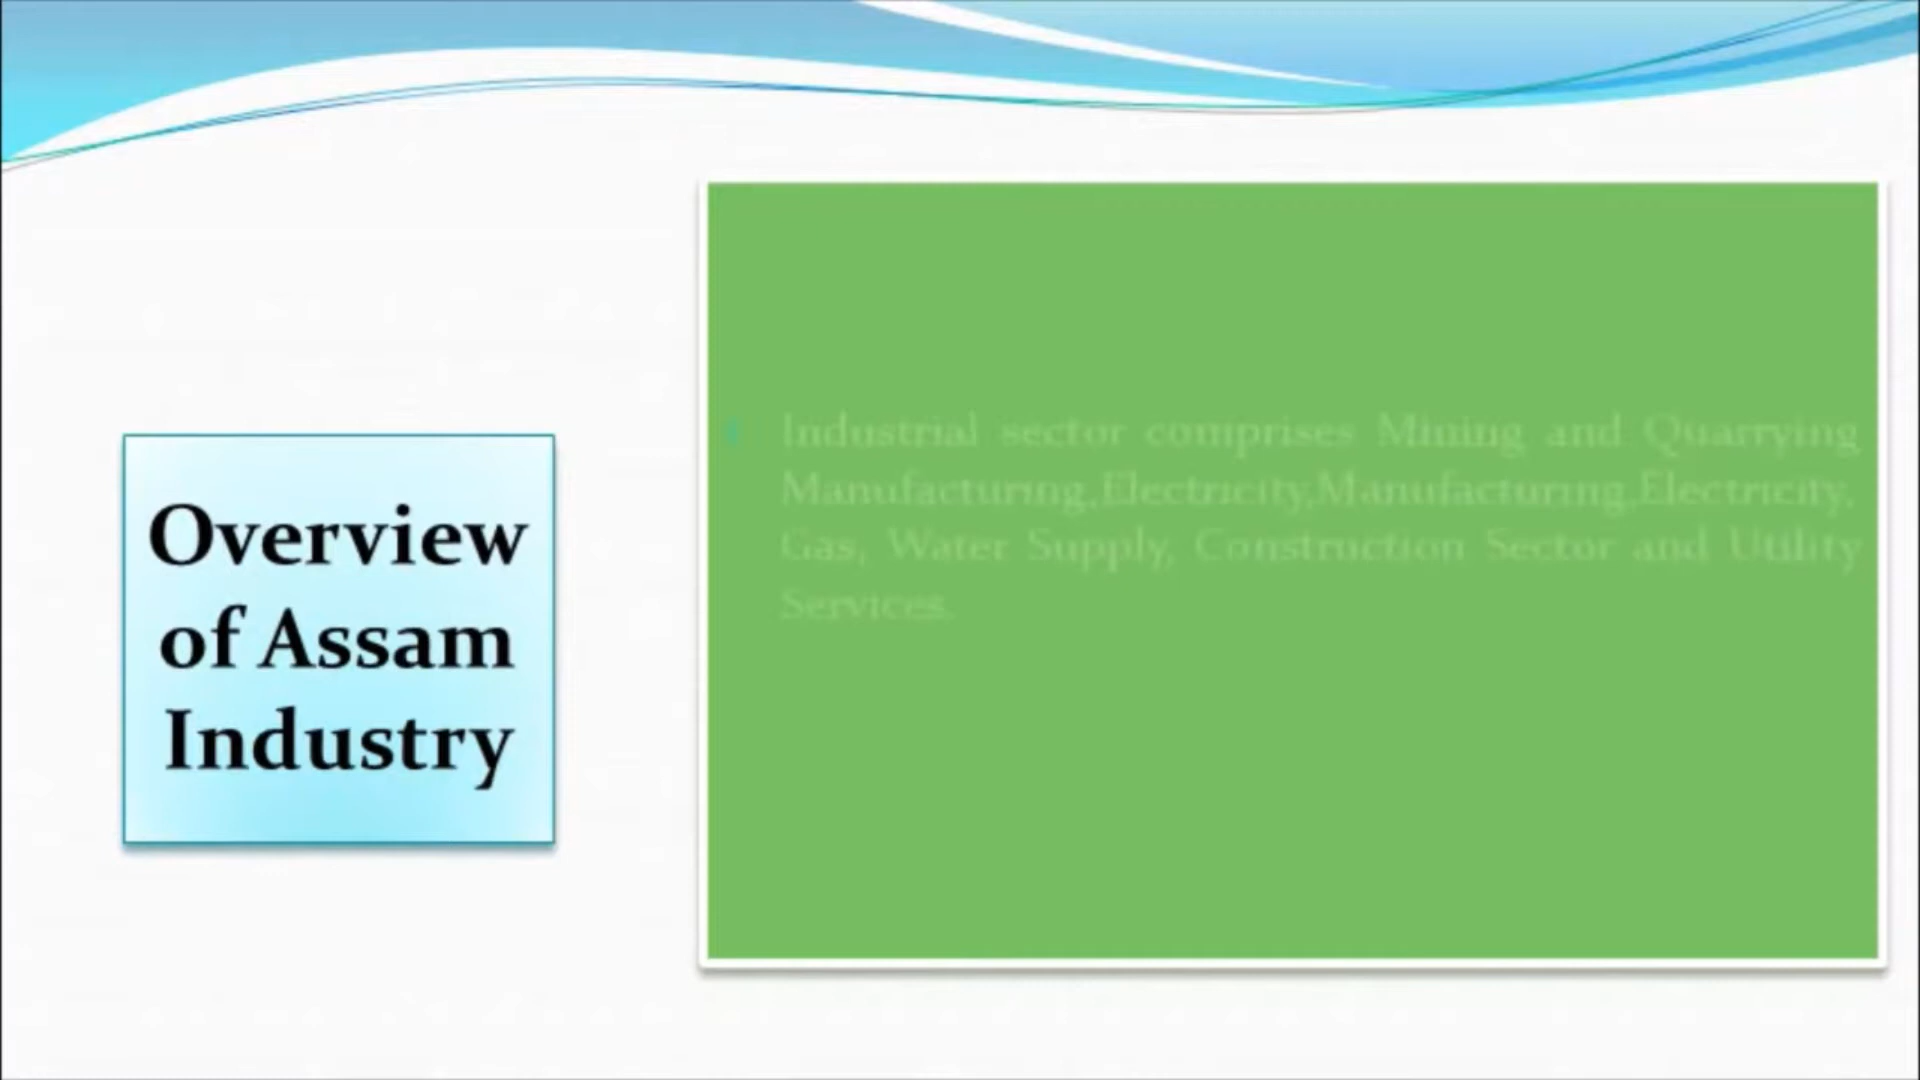 Overview
of Assam
Industry
Industrial sector comprises Mining and Quarrying
Manufacturing,Electricity,Manufacturing,Electricity,
Gas, Water Supply, Construction Sector and Utility
Services.